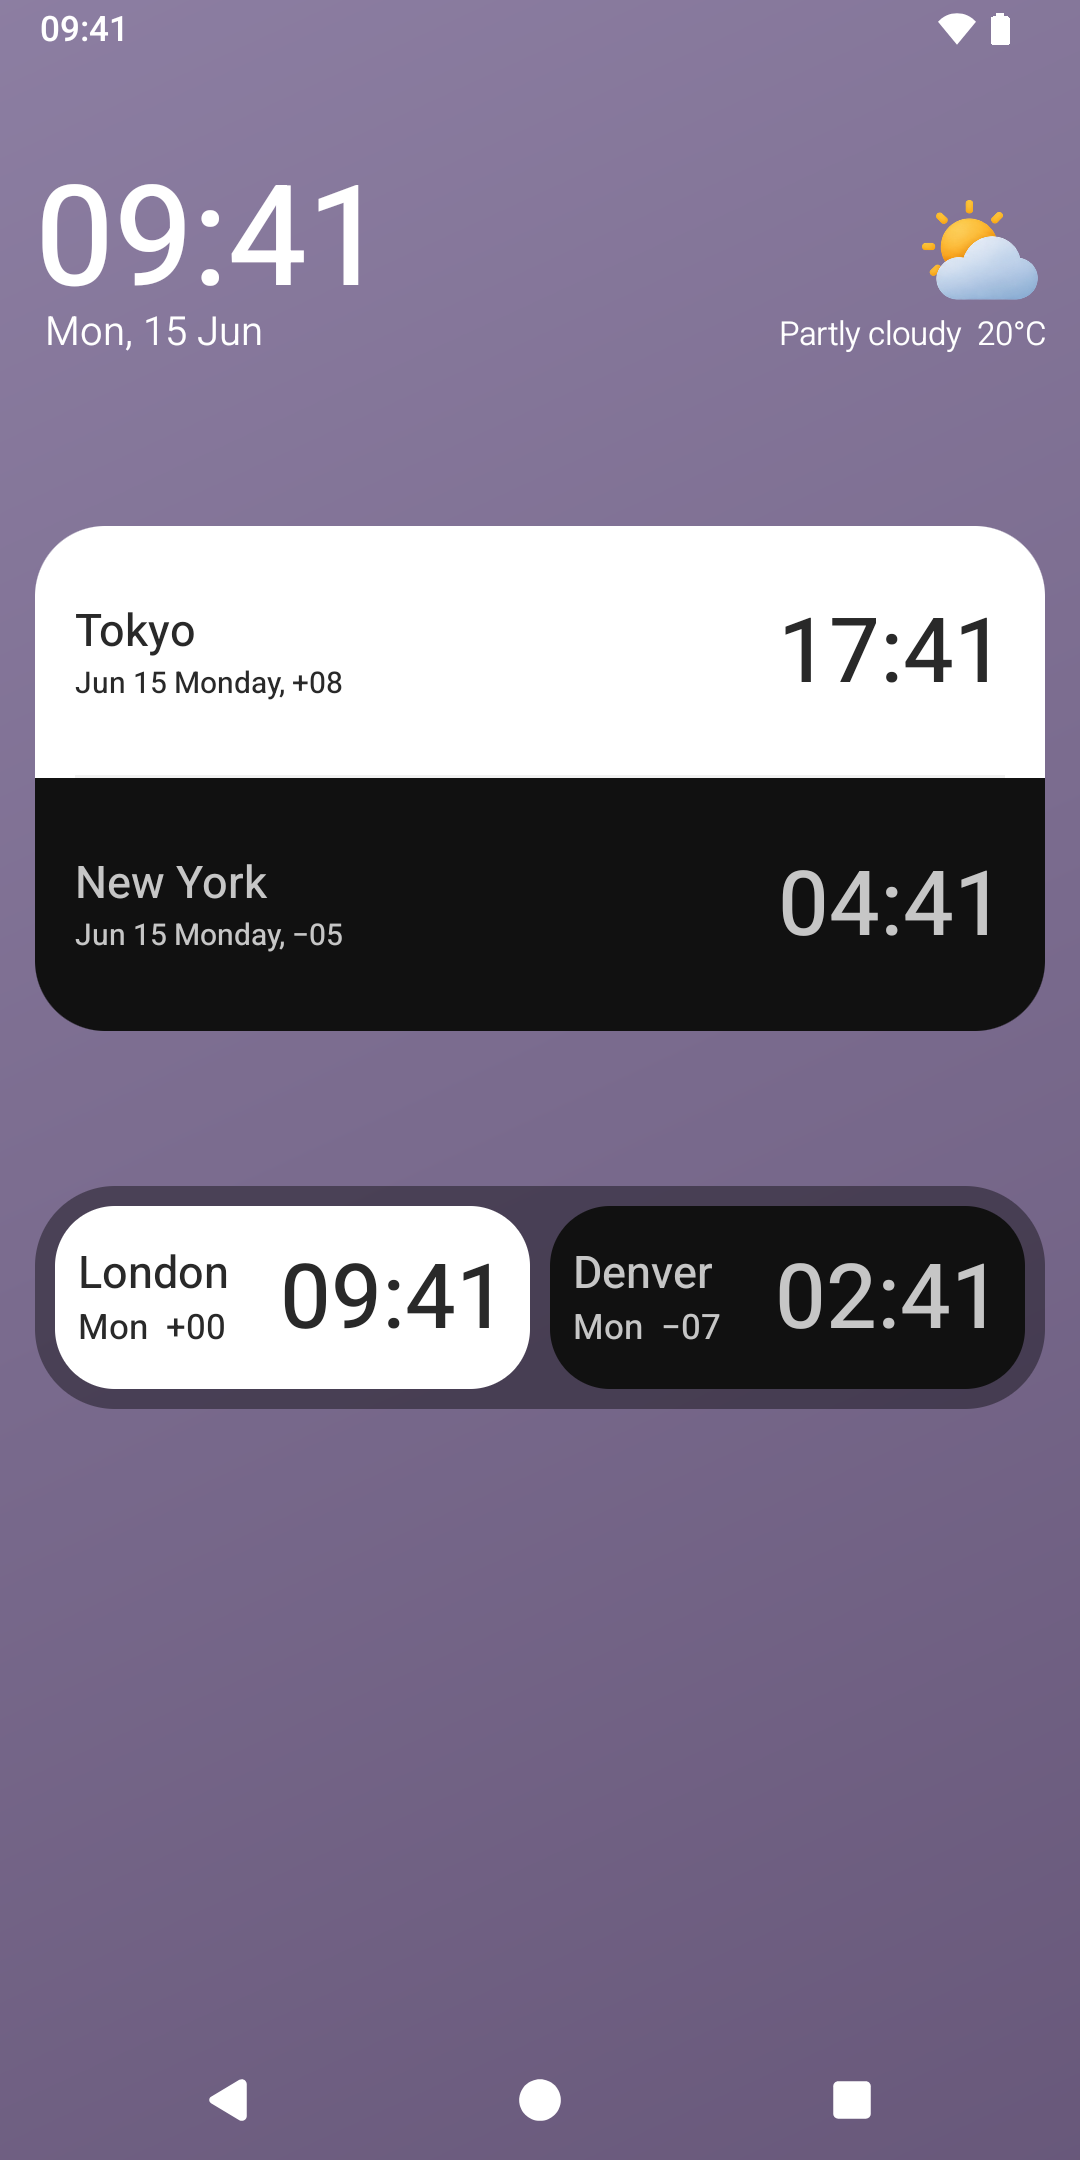 09:41
09:41
Mon, 15 Jun
Partly cloudy 20°C
Tokyo
Jun 15 Monday, +08
17:41
New York
Jun 15 Monday, −05
04:41
London
Mon +00
09:41
Denver
Mon −07
02:41